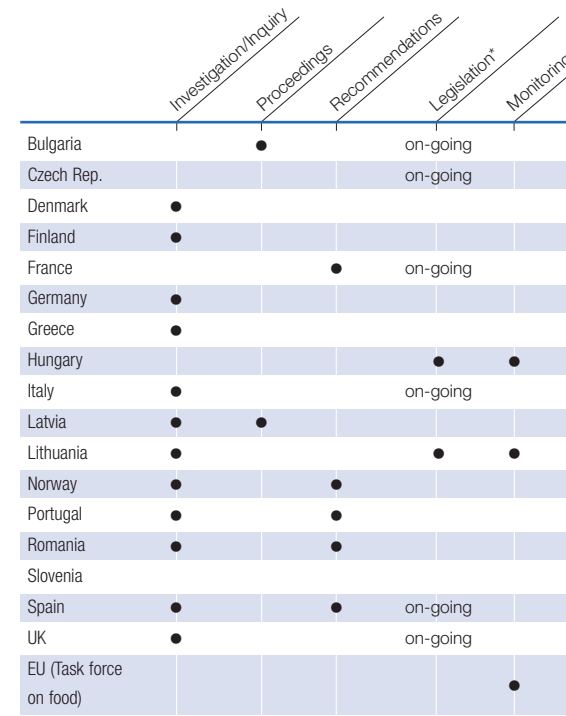 Investigation/Inquiry
Proceedings
Recommendations
Legislation*
Monitoring
Bulgaria ● on-going
Czech Rep. on-going
Denmark ●
Finland ●
France ● on-going
Germany ●
Greece ●
Hungary ● ●
Italy ● on-going
Latvia ● ●
Lithuania ● ● ●
Norway ● ●
Portugal ● ●
Romania ● ●
Slovenia
Spain ● ● on-going
UK ● on-going
EU (Task force
on food) ●